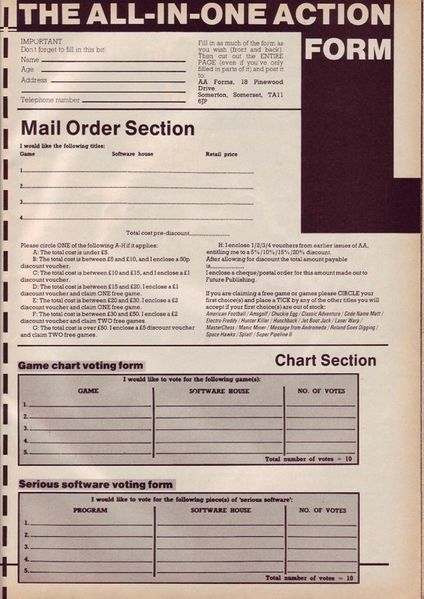 THE ALL-IN-ONE ACTION
FORM
IMPORTANT
Don't forget to fill in this bit!
Name
Age
Address
Telephone number
Fill in as much of the form as
you wish (front and back).
Then cut out the ENTIRE
PAGE (even if you've only
filled in parts of it) and post it
to:
AA Forms, 18 Pinewood
Drive
Somerton, Somerset, TA11
6JP
Mail Order Section
I would like the following titles:
Game Software house Retail price
1
2
3
4
Total cost pre-discount
Please circle ONE of the following A-H if it applies:
A: The total cost is under £5.
B: The total cost is between £5 and £10, and I enclose a 50p
discount voucher.
C: The total cost is between £10 and £15, and I enclose a £1
discount voucher.
D: The total cost is between £15 and £20. I enclose a £1
discount voucher and claim ONE free game.
E: The total cost is between £20 and £30. I enclose a £2
discount voucher and claim ONE free game.
F: The total cost is between £30 and £50. I enclose a £2
discount voucher and claim TWO free games.
G: The total cost is over £50. I enclose a £5 discount voucher
and claim TWO free games.
H: I enclose 1/2/3/4 vouchers from earlier issues of AA,
entitling me to a 5%/10%/15%/20% discount.
After allowing for discount the total amount payable
is
I enclose a cheque/postal order for this amount made out to
Future Publishing.
If you are claiming a free game or games please CIRCLE your
first choice(s) and place a TICK by any of the other titles you will
accept if your first choice(s) are out of stock:
American Football / Amsgolf / Chuckie Egg / Classic Adventure / Code Name Matt /
Electro Freddy / Hunter Killer / Hunchback / Jet Boot Jack / Laser Warp /
MasterChess / Manic Miner / Message from Andromeda / Roland Goes Digging /
Space Hawks / Splat! / Super Pipeline II
Chart Section
Game chart voting form
I would like to vote for the following game(s):
GAME SOFTWARE HOUSE NO. OF VOTES
1.
2.
3.
4.
5.
Total number of votes = 10
Serious software voting form
I would like to vote for the following piece(s) of 'serious software':
PROGRAM SOFTWARE HOUSE NO. OF VOTES
1.
2.
3.
4.
5.
Total number of votes = 10